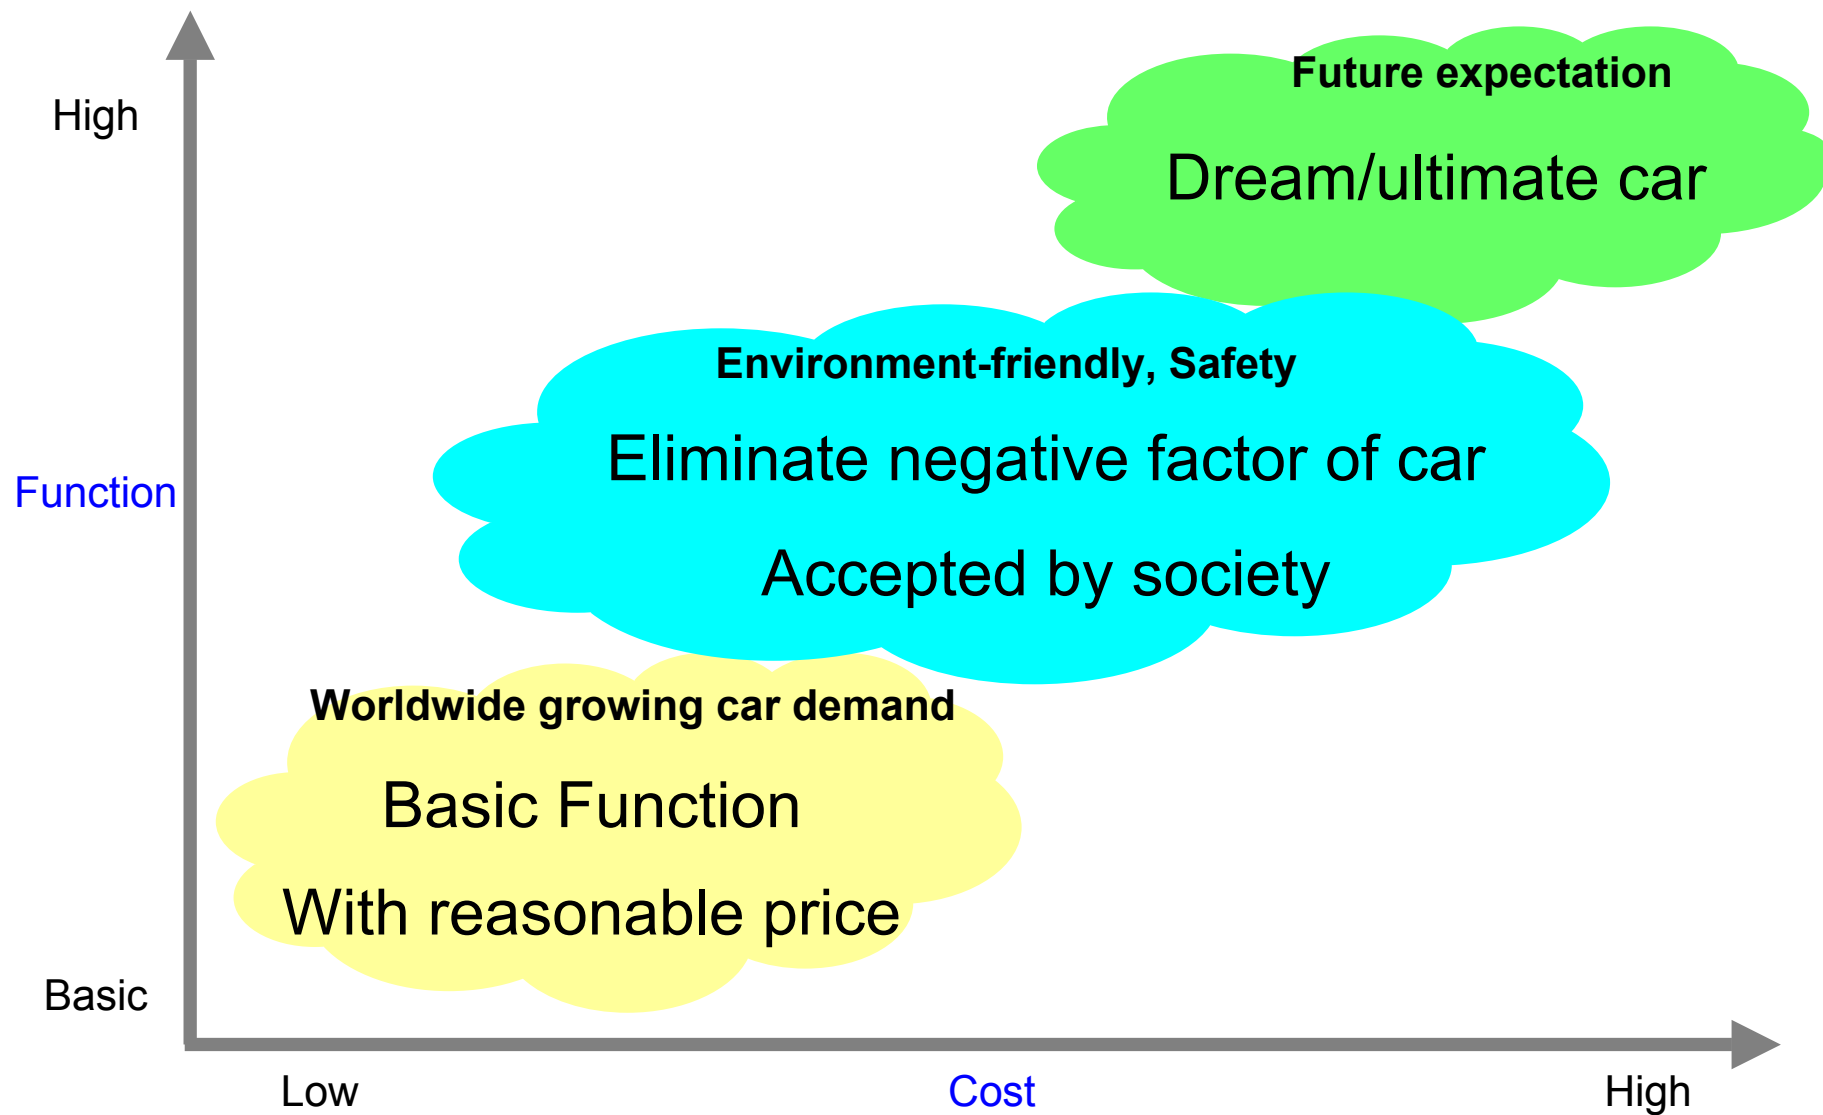 High
Future expectation
Dream/ultimate car
Environment-friendly, Safety
Eliminate negative factor of car
Function
Accepted by society
Worldwide growing car demand
Basic Function
With reasonable price
Basic
Low
Cost
High